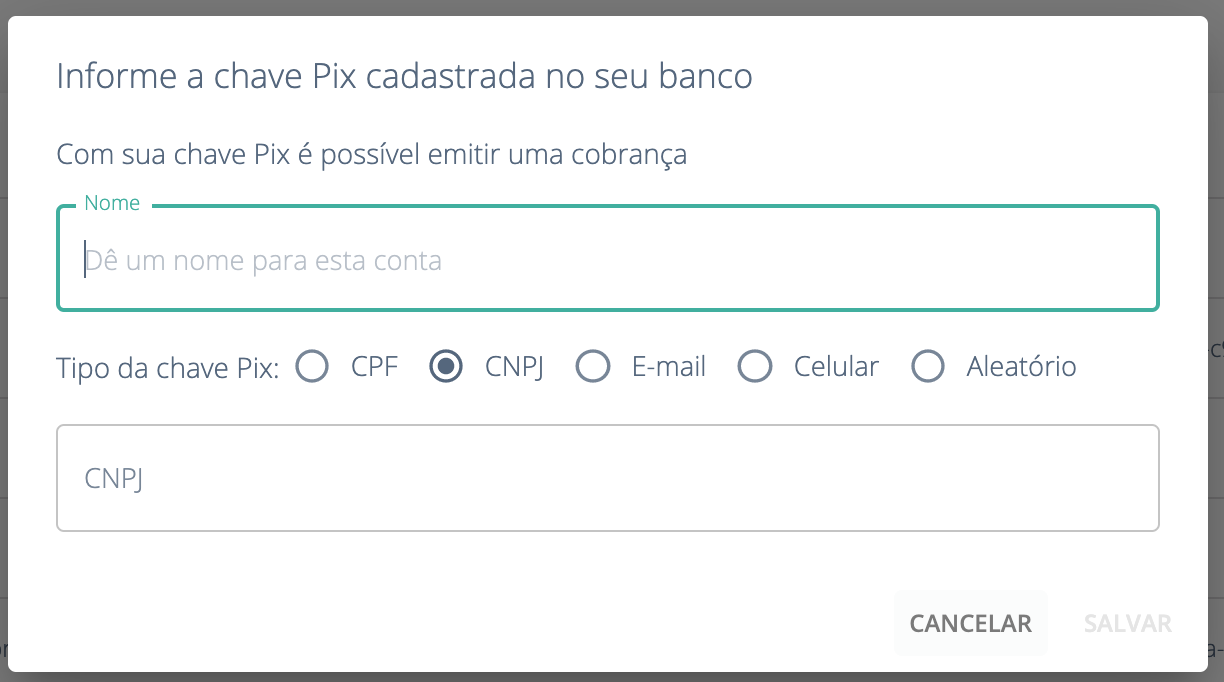 Informe a chave Pix cadastrada no seu banco
Com sua chave Pix é possível emitir uma cobrança
Nome
Dê um nome para esta conta
Tipo da chave Pix: CPF CNPJ E-mail Celular Aleatório
CNPJ
CANCELAR SALVAR